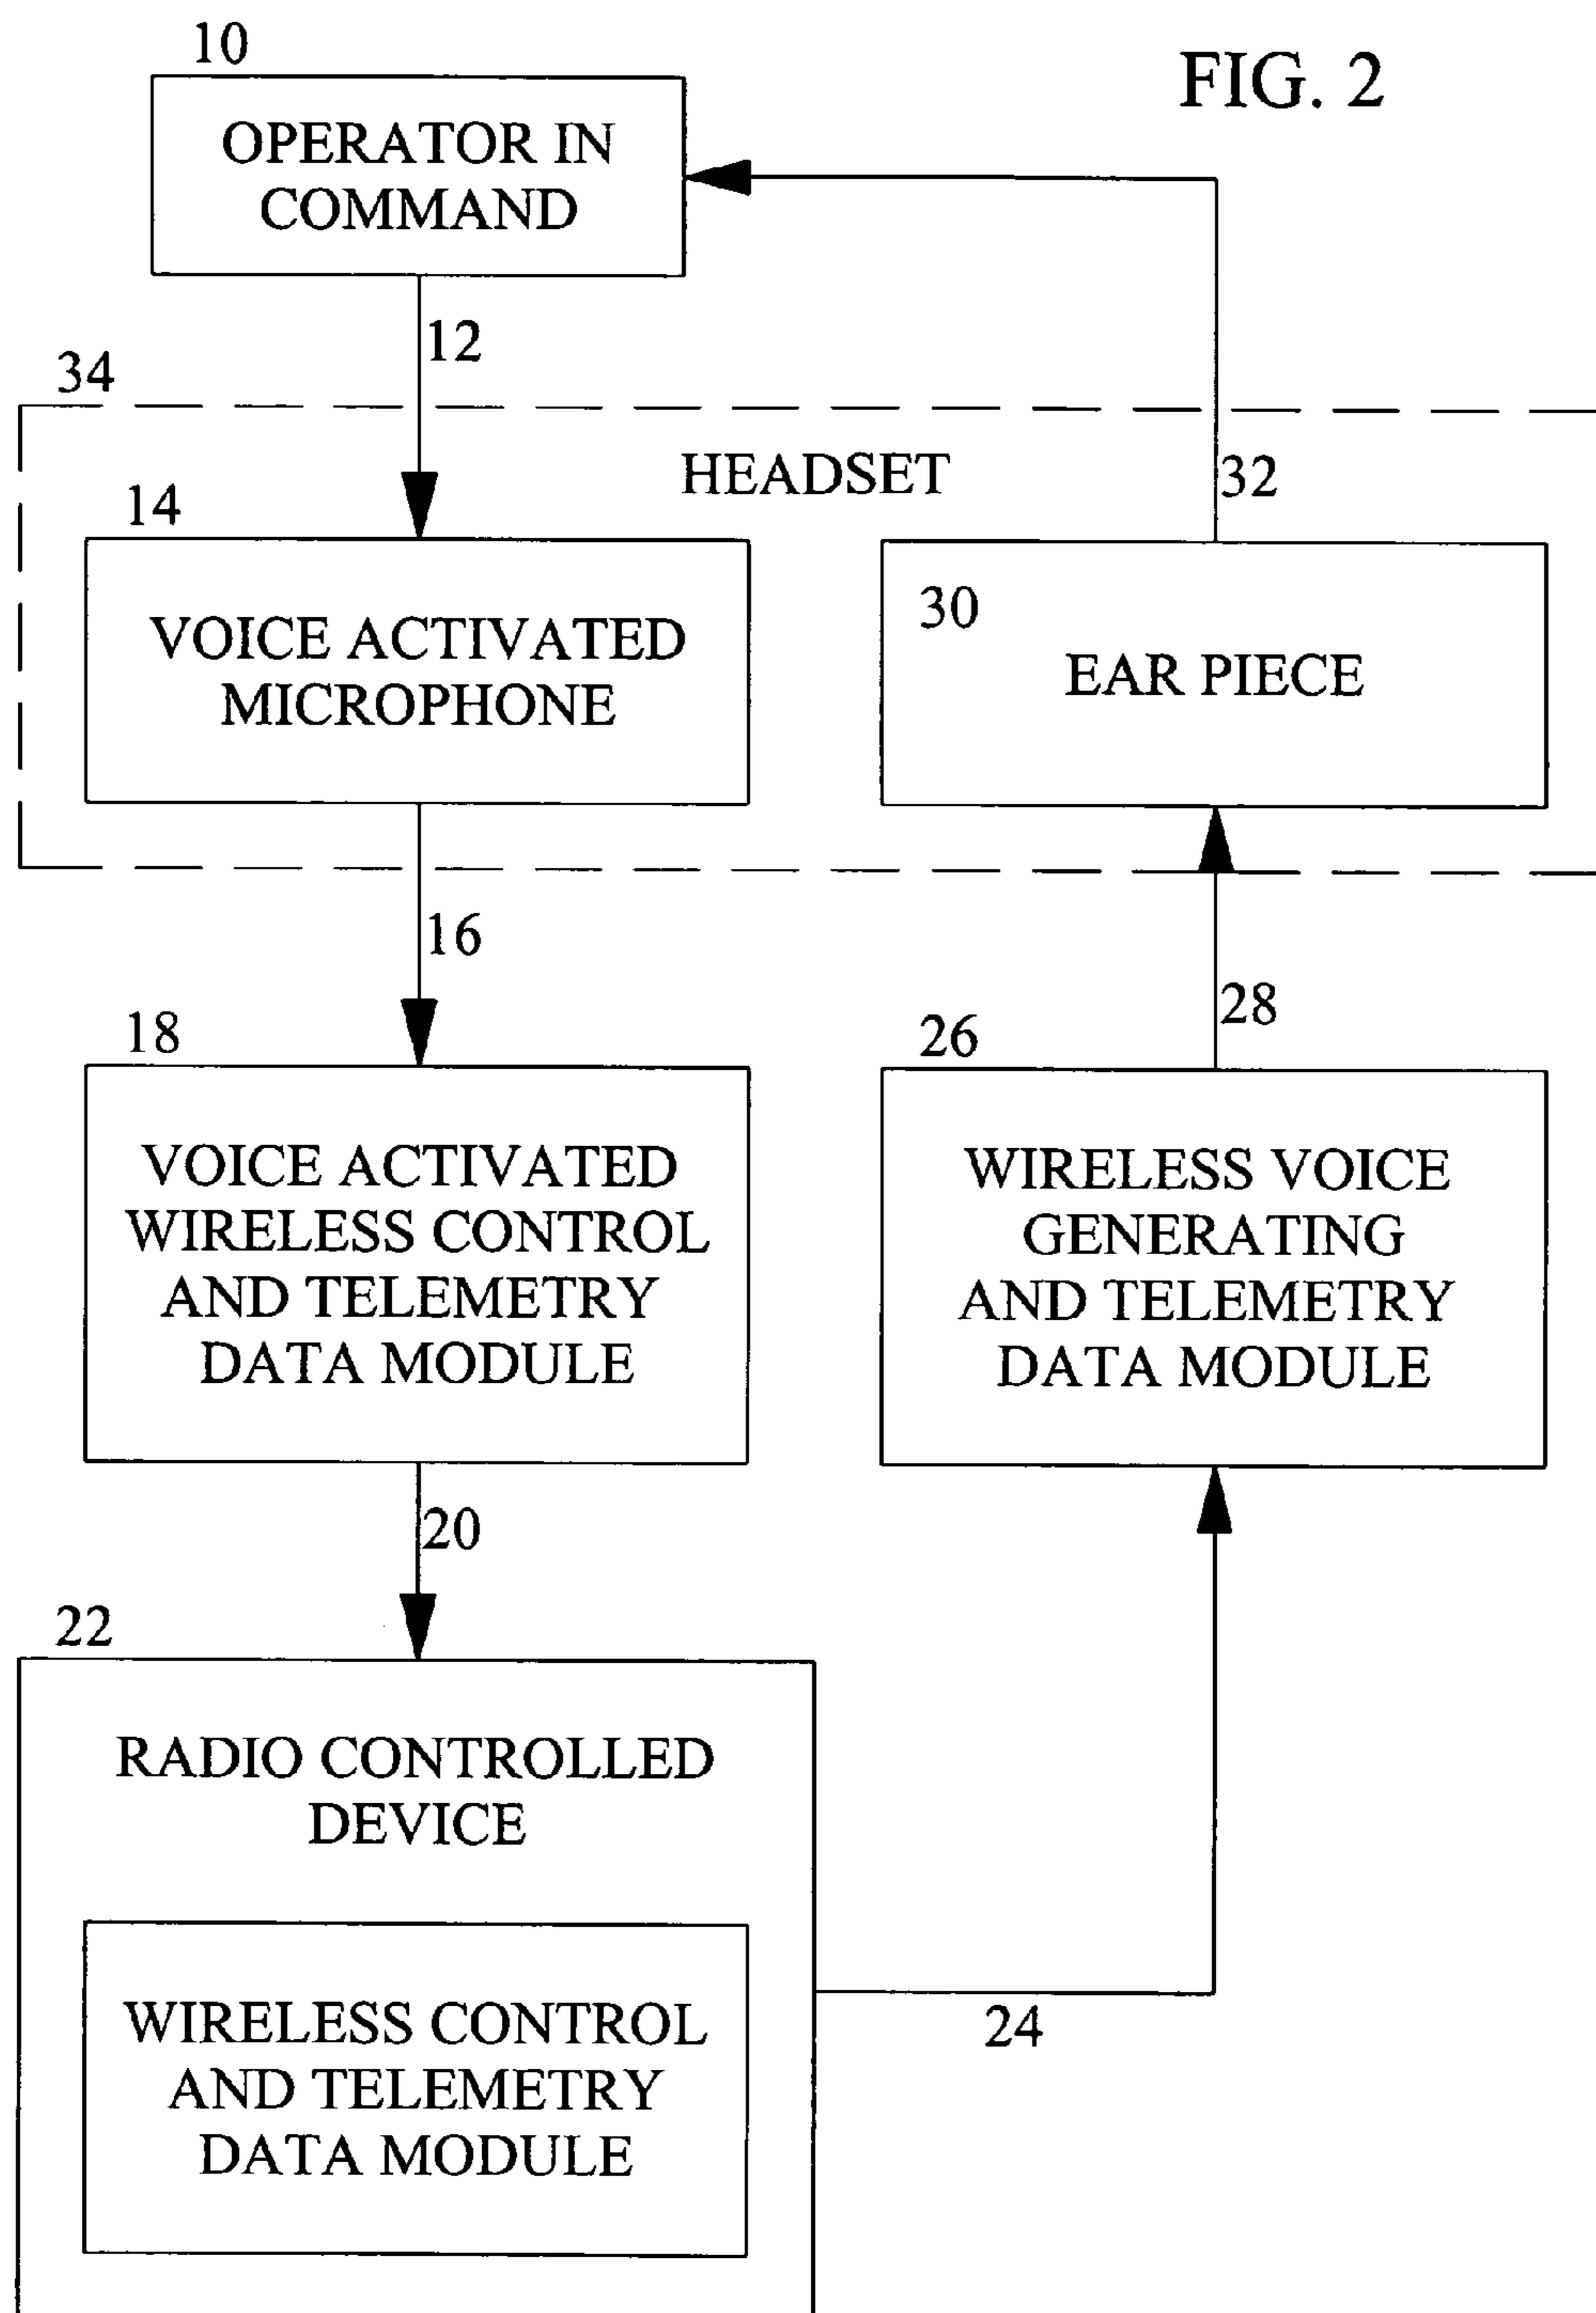 FIG. 2
10
OPERATOR IN
COMMAND
12
34
HEADSET
32
14
VOICE ACTIVATED
MICROPHONE
30
EAR PIECE
16
28
18
VOICE ACTIVATED
WIRELESS CONTROL
AND TELEMETRY
DATA MODULE
26
WIRELESS VOICE
GENERATING
AND TELEMETRY
DATA MODULE
20
22
RADIO CONTROLLED
DEVICE
WIRELESS CONTROL
AND TELEMETRY
DATA MODULE
24